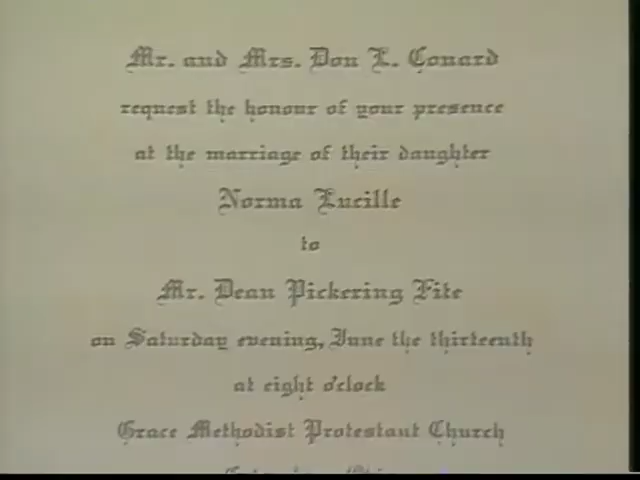 Mr. and Mrs. Don L. Conard
request the honour of your presence
at the marriage of their daughter
Norma Lucille
to
Mr. Dean Pickering Fite
on Saturday evening, June the thirteenth
at eight o'clock
Grace Methodist Protestant Church